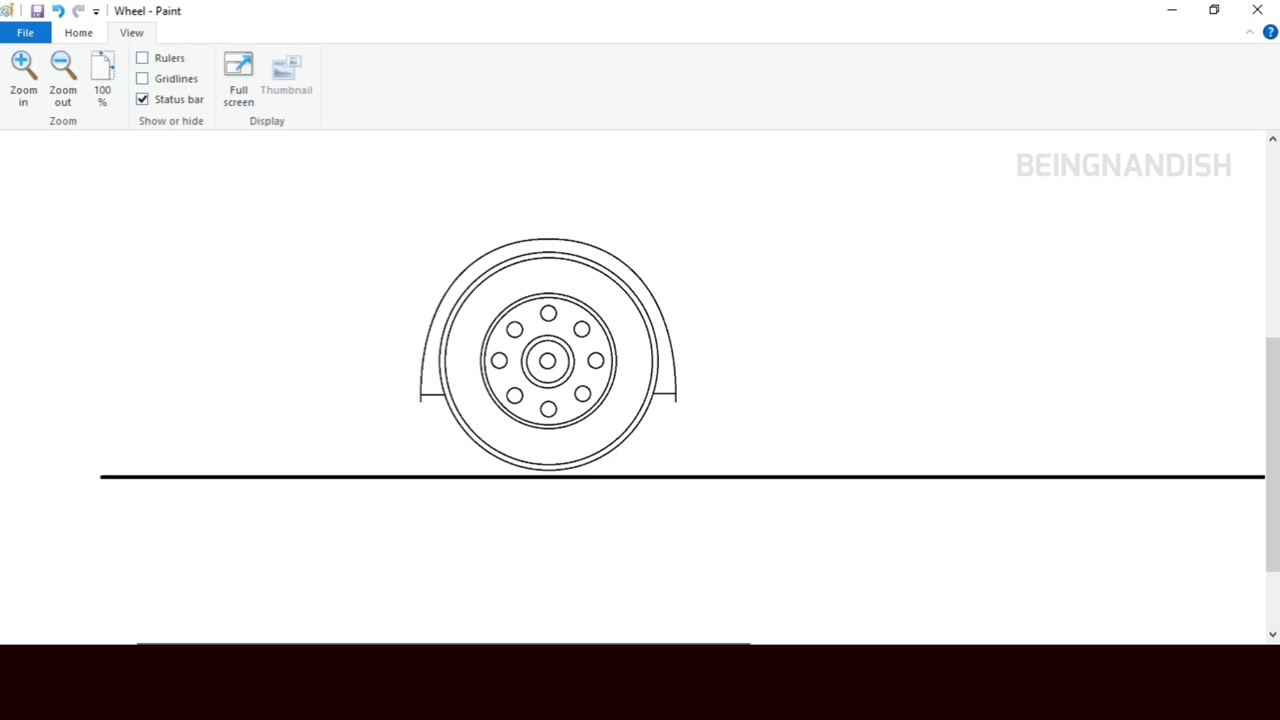 Wheel - Paint
File Home View
Zoom in
Zoom out
100 %
Rulers
Gridlines
Status bar
Full screen
Thumbnail
Zoom
Show or hide
Display
BEINGNANDISH